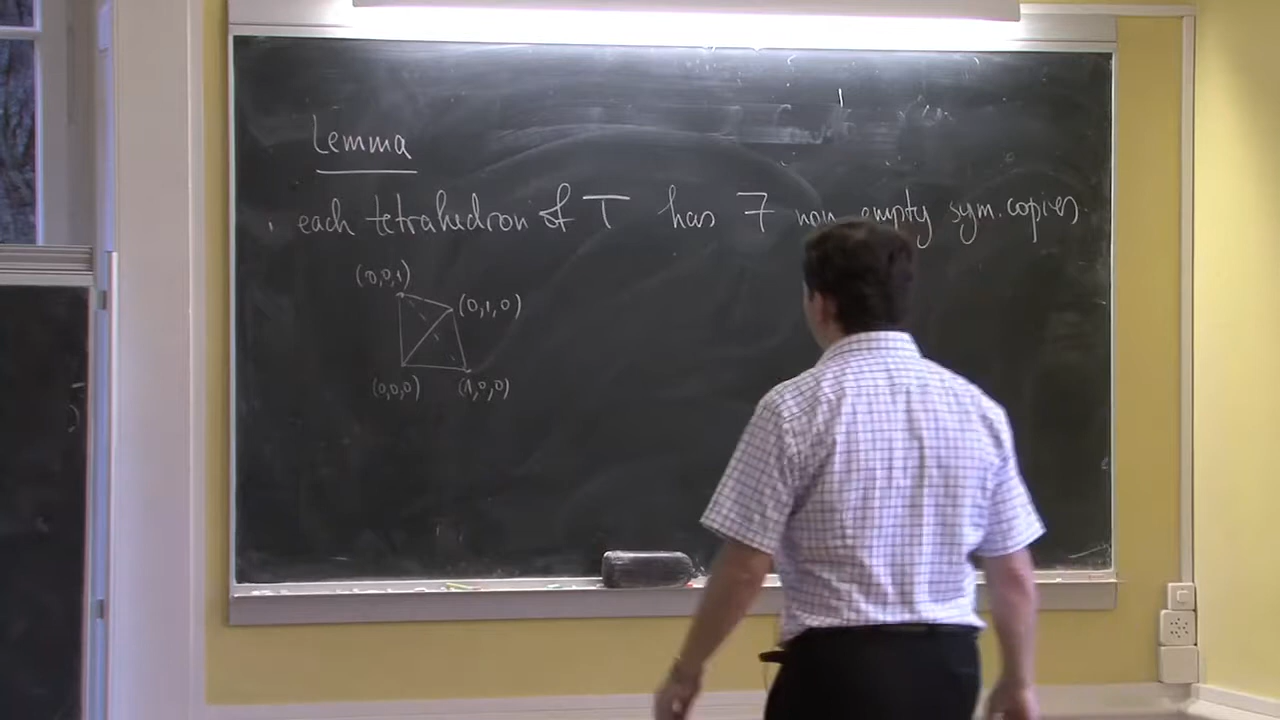 Lemma
. each tetrahedron of T has 7 non empty sym. copies
(0,0,1)
(0,1,0)
(0,0,0) (1,0,0)